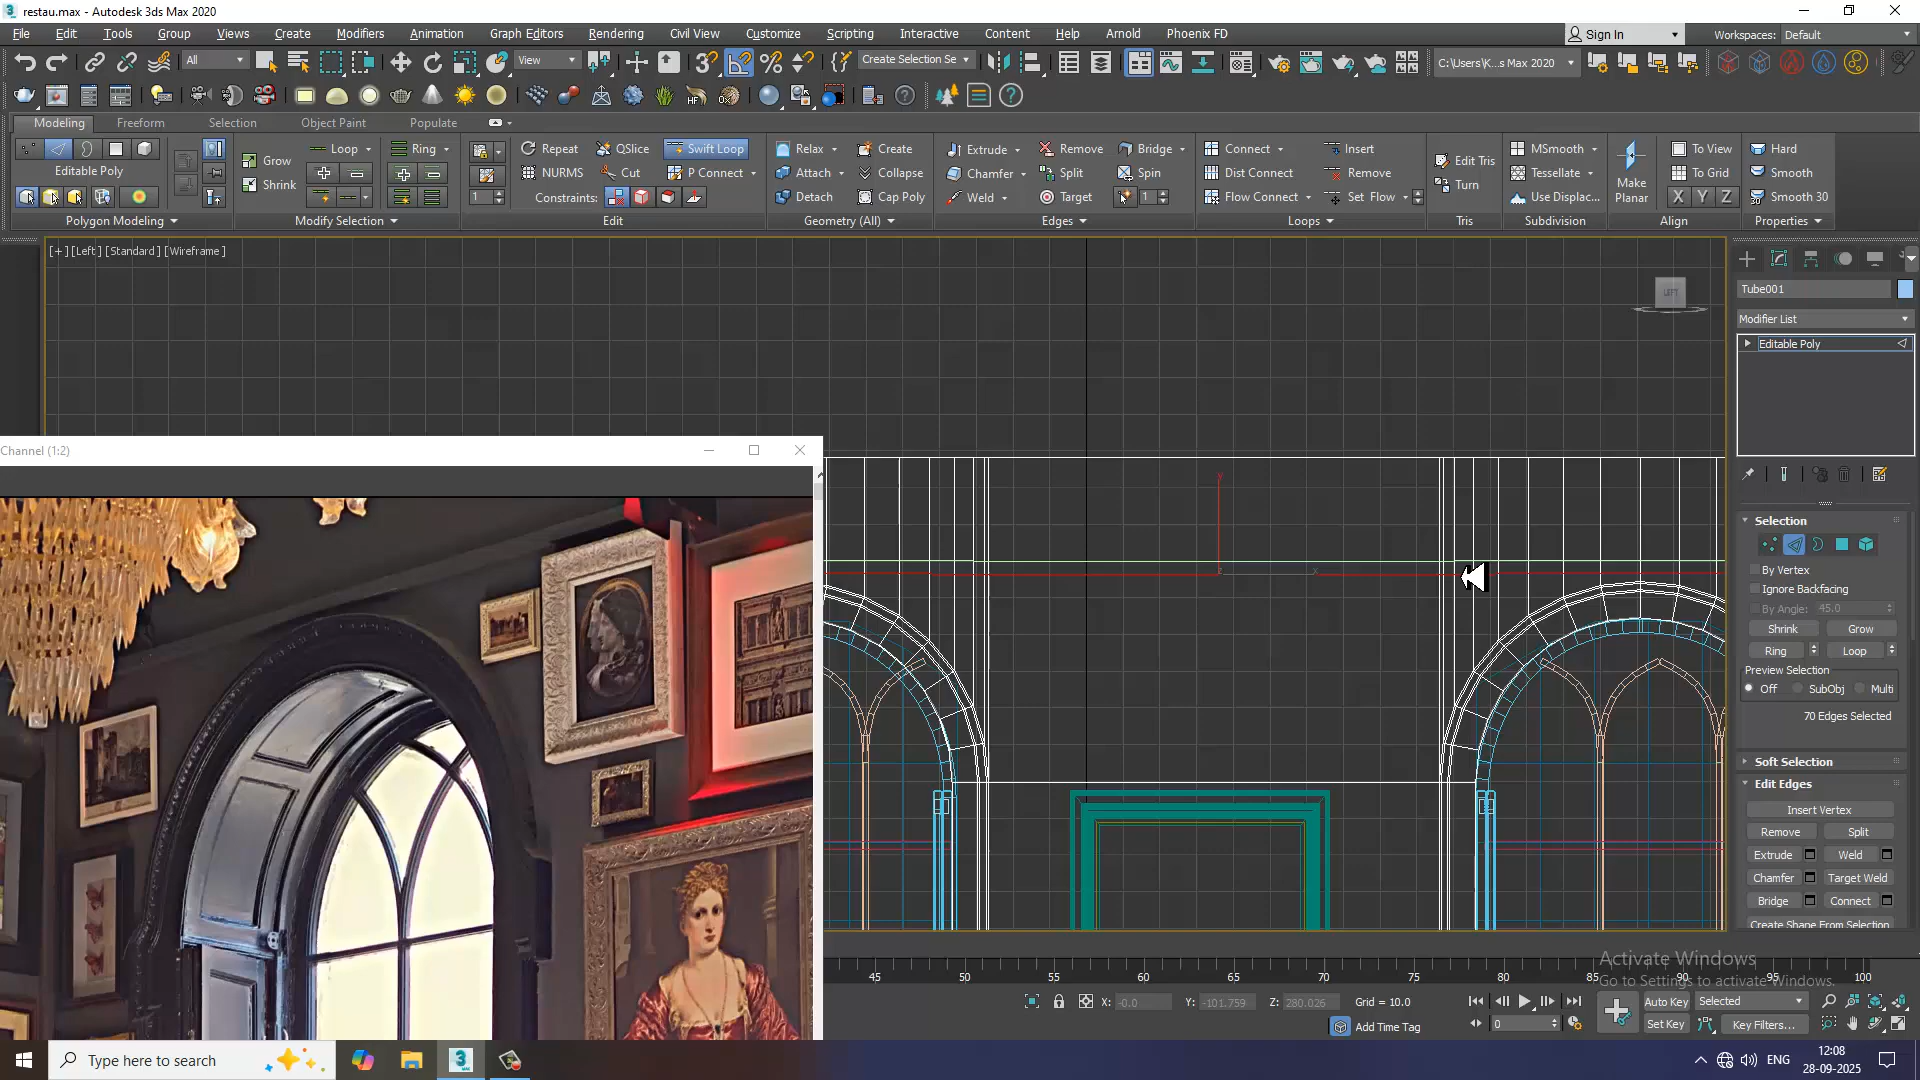 restau.max - Autodesk 3ds Max 2020
File Edit Tools Group Views Create Modifiers Animation Graph Editors Rendering Civil View Customize Scripting Interactive Content Help Arnold Phoenix FD Sign In Workspaces: Default
All View Create Selection Se C:\Users\K...s Max 2020
Modeling Freeform Selection Object Paint Populate
Loop Ring Repeat QSlice Swift Loop Relax Create Extrude Remove Bridge Connect Insert MSmooth To View Hard
Editable Poly Grow NURMS Cut P Connect Attach Collapse Chamfer Split Spin Dist Connect Remove Edit Tris Tessellate Make Planar To Grid Smooth
Shrink 1 Constraints: Detach Cap Poly Weld Target 1 Flow Connect Set Flow Turn Use Displac... X Y Z Smooth 30
Polygon Modeling Modify Selection Edit Geometry (All) Edges Loops Tris Subdivision Align Properties
[+] [Left] [Standard] [Wireframe]
LEFT
Tube001
Modifier List
Editable Poly
Channel (1:2)
y
z x
Selection
By Vertex
Ignore Backfacing
By Angle: 45.0
Shrink Grow
Ring Loop
Preview Selection
Off SubObj Multi
70 Edges Selected
Soft Selection
Edit Edges
Insert Vertex
Remove Split
Extrude Weld
Chamfer Target Weld
Bridge Connect
Create Shape From Selection
Activate Windows
Go to Settings to activate Windows.
45 50 55 60 65 70 75 80 85 90 95 100
X: -0.0 Y: -101.759 Z: 280.026 Grid = 10.0 Auto Key Selected
Add Time Tag 0 Set Key Key Filters...
Type here to search
ENG
12:08
28-09-2025